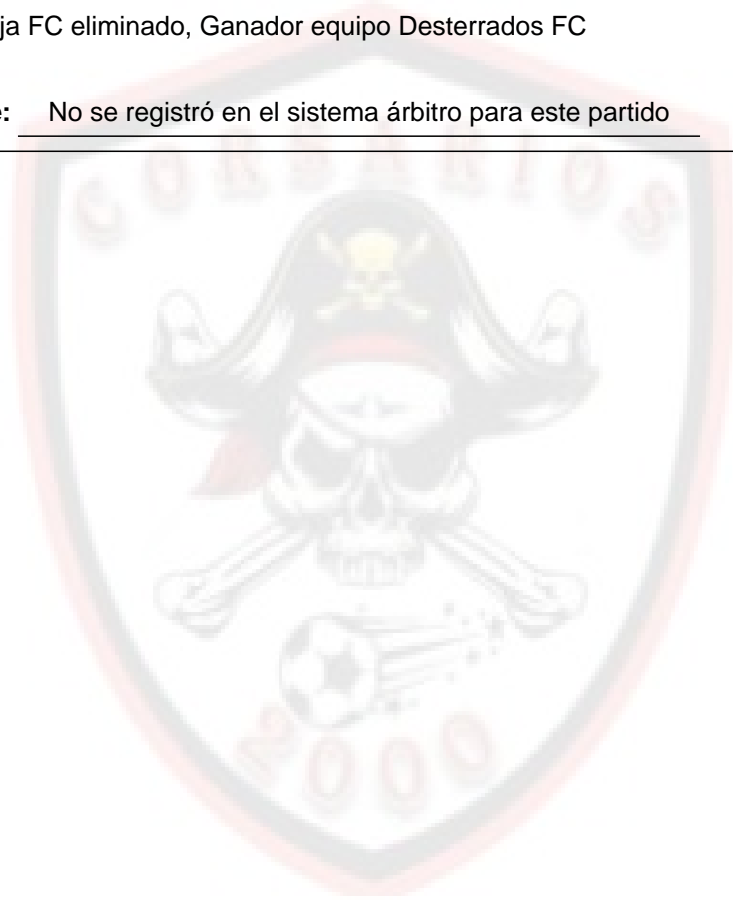 ja FC eliminado, Ganador equipo Desterrados FC
: No se registró en el sistema árbitro para este partido
CORSARIOS
2000